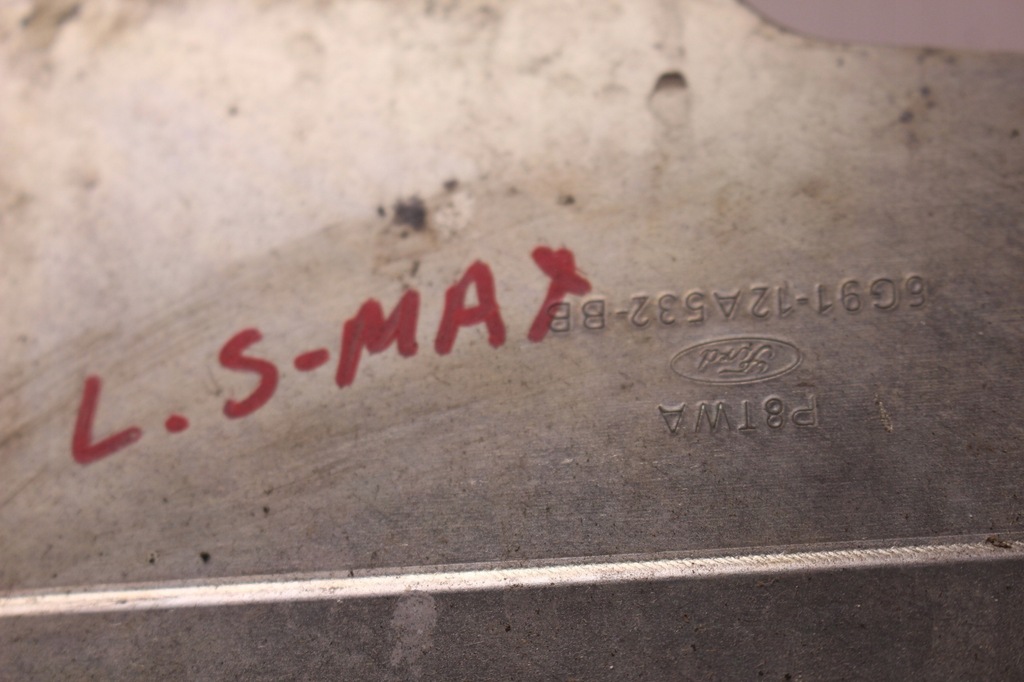 L. S-MAX
6G91-12A532-BB
Ford
P8TWA